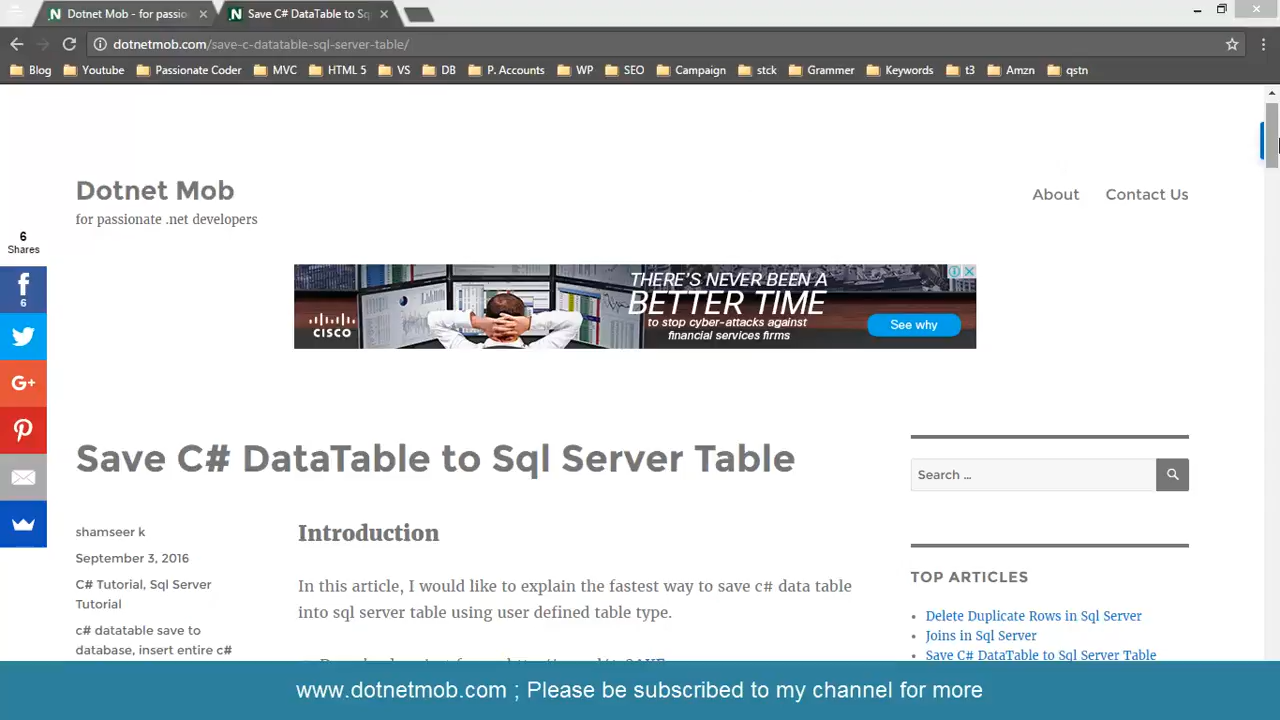 Dotnet Mob - for passio
Save C# DataTable to Sq
dotnetmob.com/save-c-datatable-sql-server-table/
Blog
Youtube
Passionate Coder
MVC
HTML 5
VS
DB
P. Accounts
WP
SEO
Campaign
stck
Grammer
Keywords
t3
Amzn
qstn
Dotnet Mob
for passionate .net developers
About
Contact Us
6
Shares
6
CISCO
THERE'S NEVER BEEN A
BETTER TIME
to stop cyber-attacks against
financial services firms
See why
Save C# DataTable to Sql Server Table
Search ...
shamseer k
September 3, 2016
C# Tutorial, Sql Server
Tutorial
c# datatable save to
database, insert entire c#
Introduction
In this article, I would like to explain the fastest way to save c# data table
into sql server table using user defined table type.
TOP ARTICLES
Delete Duplicate Rows in Sql Server
Joins in Sql Server
Save C# DataTable to Sql Server Table
www.dotnetmob.com ; Please be subscribed to my channel for more